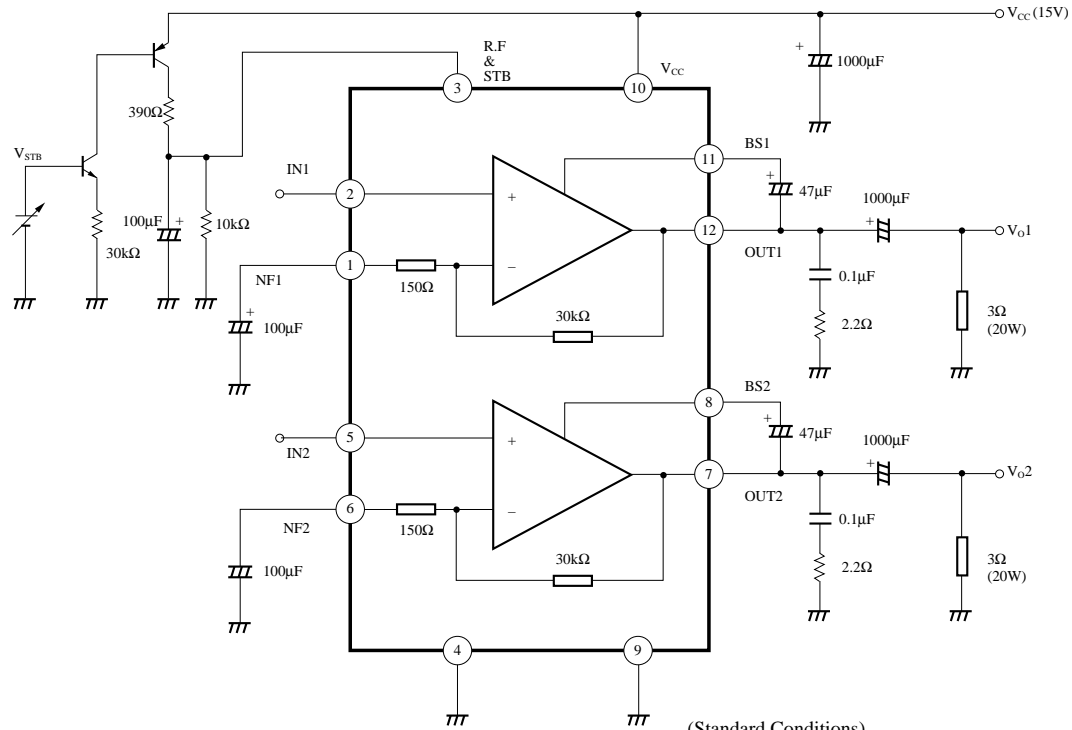 V_CC (15V)
R.F
&
STB
3
V_CC
10
+
1000µF
390Ω
V_STB
30kΩ
100µF
+
10kΩ
IN1
2
+
11
BS1
+
47µF
1000µF
+
12
OUT1
V_O1
NF1
1
150Ω
−
30kΩ
+
100µF
0.1µF
2.2Ω
3Ω
(20W)
8
BS2
+
47µF
1000µF
+
IN2
5
+
7
OUT2
V_O2
NF2
6
150Ω
−
30kΩ
100µF
0.1µF
2.2Ω
3Ω
(20W)
4
9
(Standard Conditions)